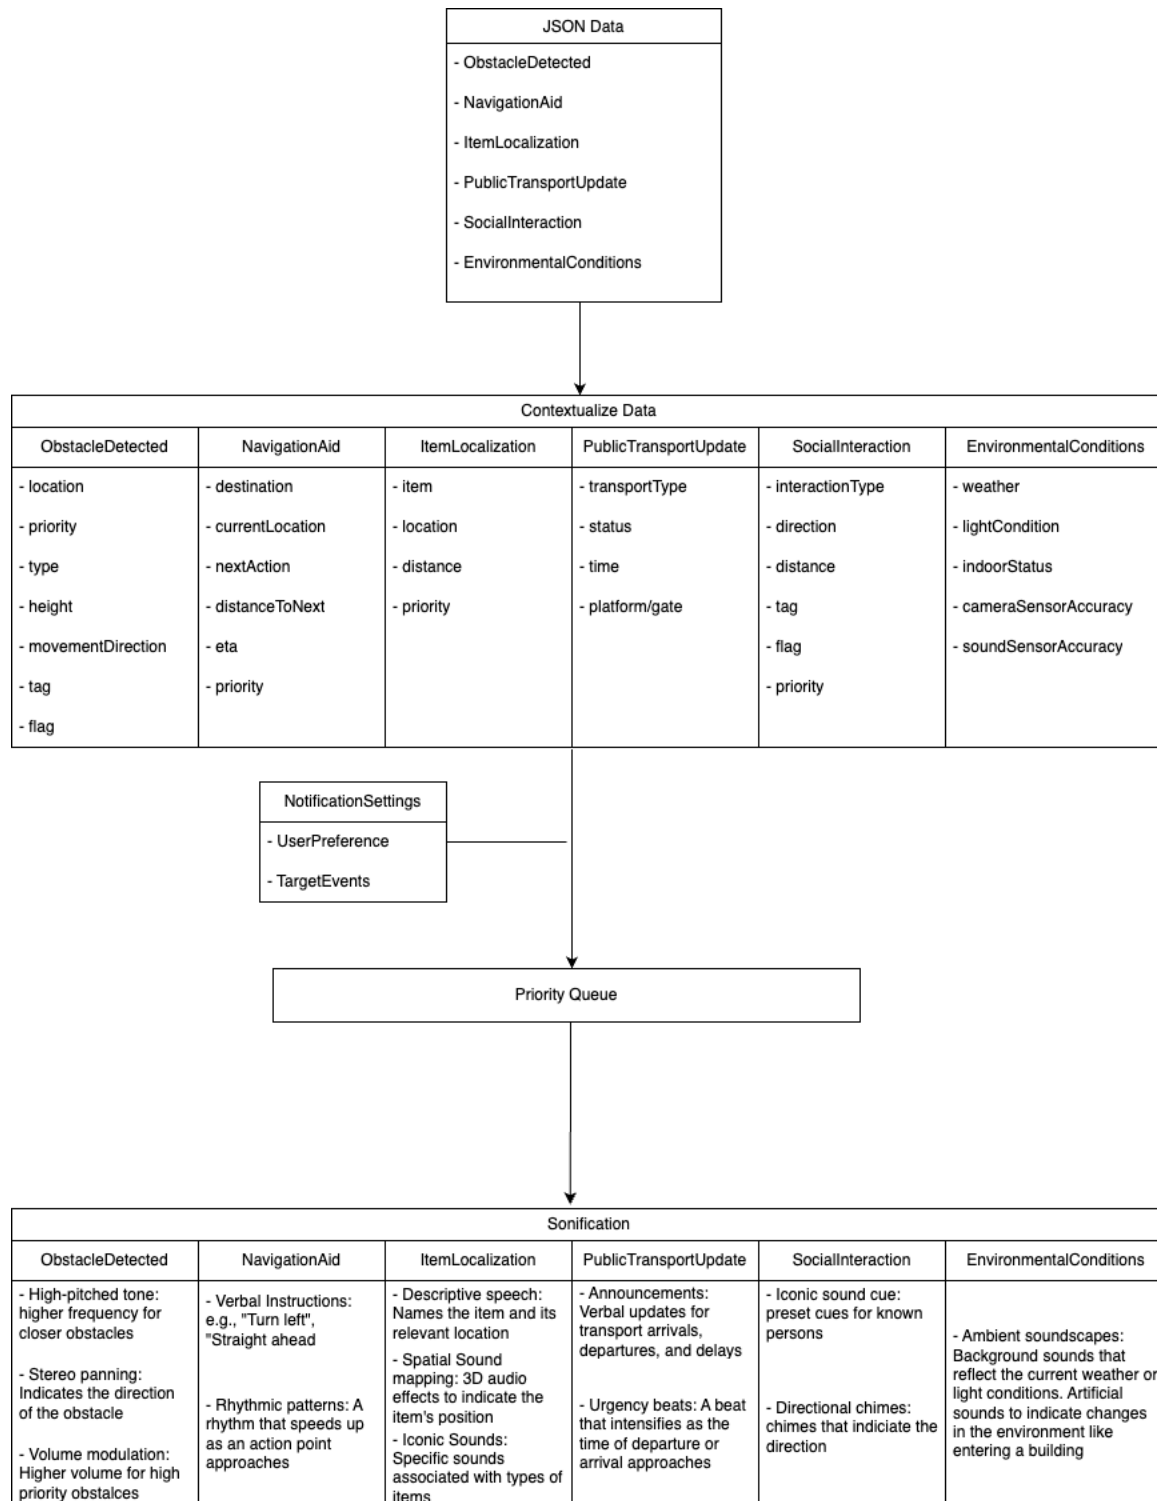 JSON Data
- ObstacleDetected
- NavigationAid
- ItemLocalization
- PublicTransportUpdate
- SocialInteraction
- EnvironmentalConditions
Contextualize Data
ObstacleDetected
- location
- priority
- type
- height
- movementDirection
- tag
- flag
NavigationAid
- destination
- currentLocation
- nextAction
- distanceToNext
- eta
- priority
ItemLocalization
- item
- location
- distance
- priority
PublicTransportUpdate
- transportType
- status
- time
- platform/gate
SocialInteraction
- interactionType
- direction
- distance
- tag
- flag
- priority
EnvironmentalConditions
- weather
- lightCondition
- indoorStatus
- cameraSensorAccuracy
- soundSensorAccuracy
NotificationSettings
- UserPreference
- TargetEvents
Priority Queue
Sonification
ObstacleDetected
- High-pitched tone:
higher frequency for
closer obstacles
- Stereo panning:
Indicates the direction
of the obstacle
- Volume modulation:
Higher volume for high
priority obstalces
NavigationAid
- Verbal Instructions:
e.g., "Turn left",
"Straight ahead
- Rhythmic patterns: A
rhythm that speeds up
as an action point
approaches
ItemLocalization
- Descriptive speech:
Names the item and its
relevant location
- Spatial Sound
mapping: 3D audio
effects to indicate the
item's position
- Iconic Sounds:
Specific sounds
associated with types of
items
PublicTransportUpdate
- Announcements:
Verbal updates for
transport arrivals,
departures, and delays
- Urgency beats: A beat
that intensifies as the
time of departure or
arrival approaches
SocialInteraction
- Iconic sound cue:
preset cues for known
persons
- Directional chimes:
chimes that indiciate the
direction
EnvironmentalConditions
- Ambient soundscapes:
Background sounds that
reflect the current weather or
light conditions. Artificial
sounds to indicate changes
in the environment like
entering a building